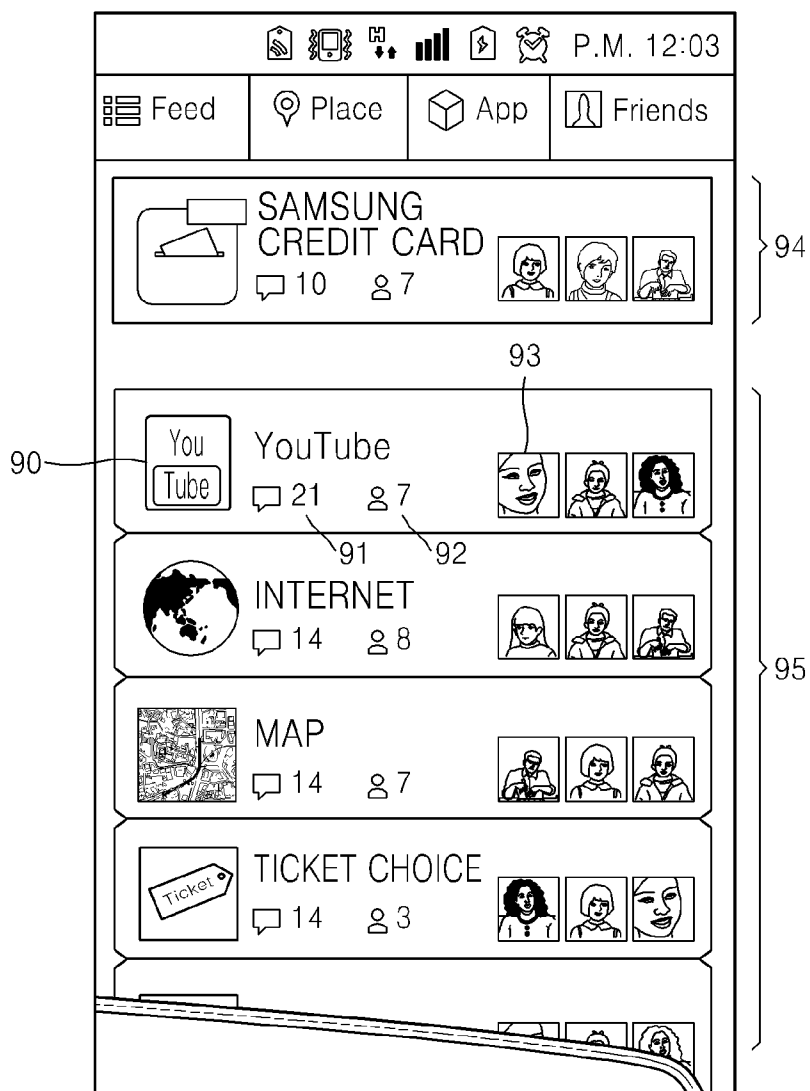 P.M. 12:03
Feed Place App Friends
SAMSUNG
CREDIT CARD
10 7
94
93
90
You
Tube
YouTube
21 7
91 92
INTERNET
14 8
95
MAP
14 7
Ticket
TICKET CHOICE
14 3